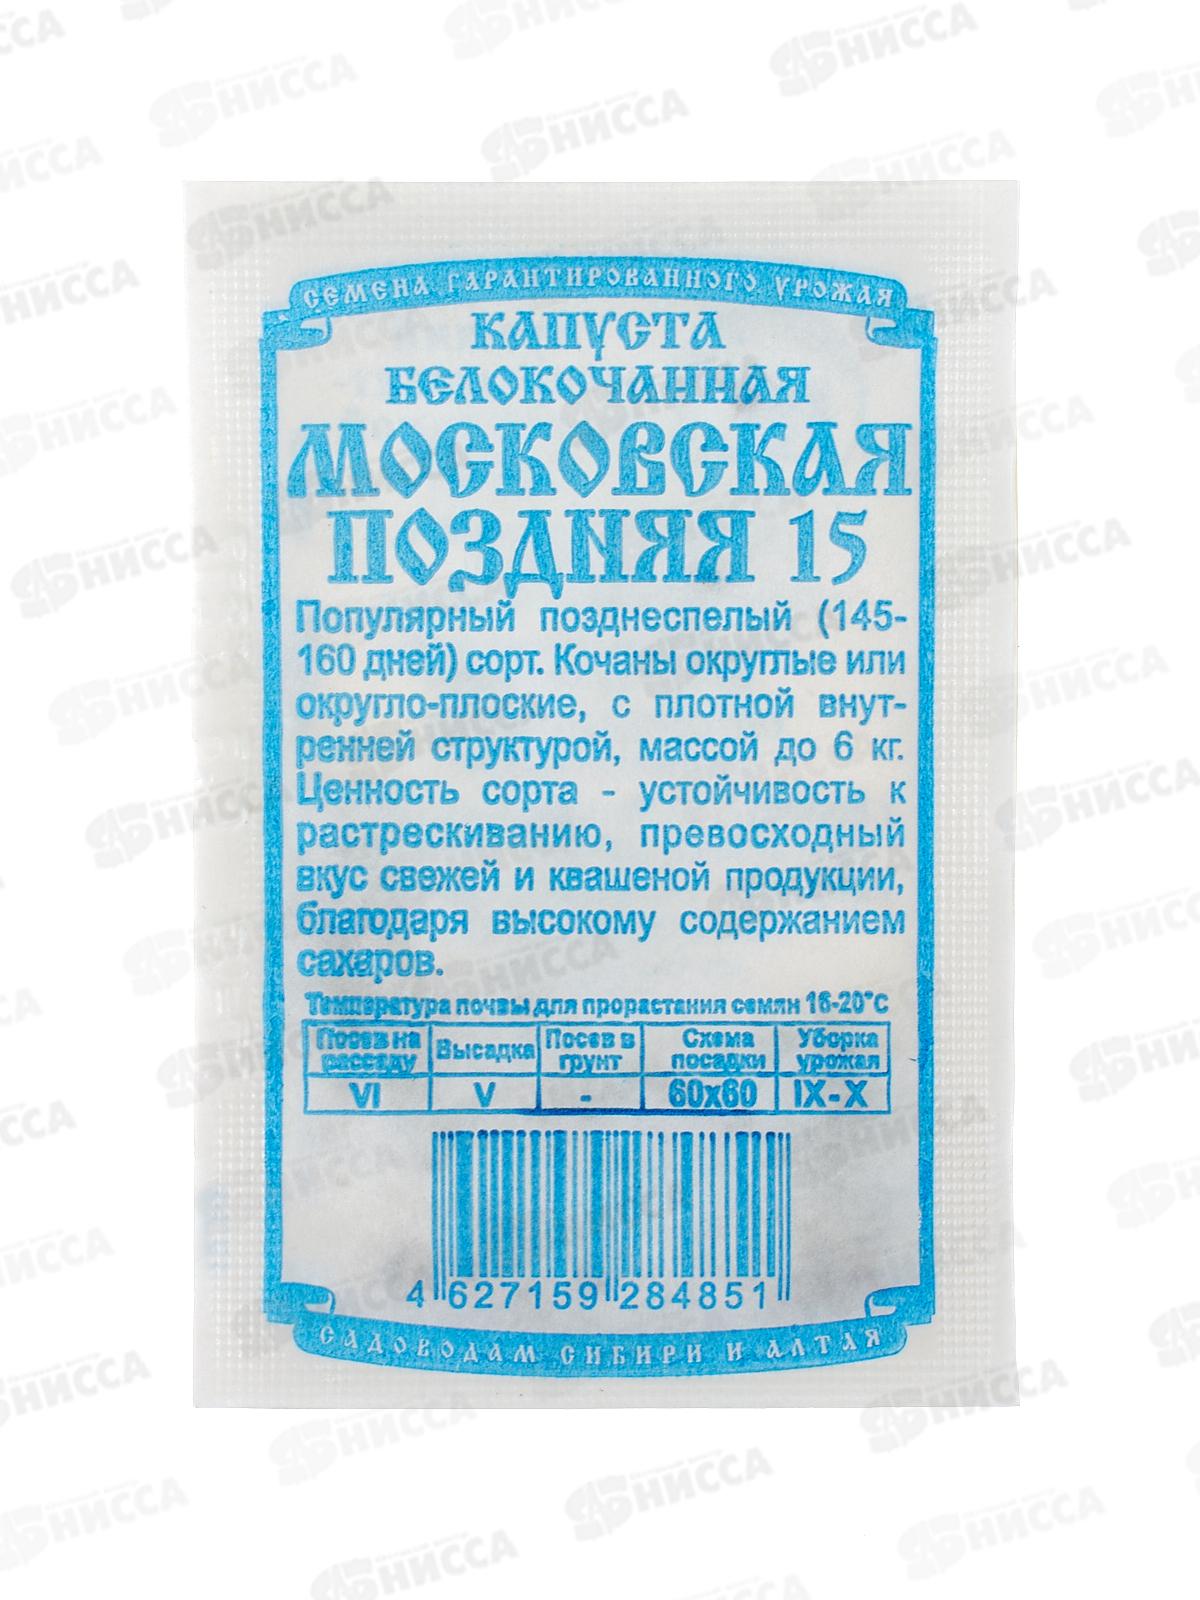 СЕМЕНА ГАРАНТИРОВАННОГО УРОЖАЯ
КАПУСТА
БЕЛОКОЧАННАЯ
МОСКОВСКАЯ
ПОЗДНЯЯ 15
Популярный позднеспелый (145-
160 дней) сорт. Кочаны округлые или
округло-плоские, с плотной внут-
ренней структурой, массой до 6 кг.
Ценность сорта - устойчивость к
растрескиванию, превосходный
вкус свежей и квашеной продукции,
благодаря высокому содержанием
сахаров.
Температура почвы для прорастания семян 16-20°С
Посев на рассаду Высадка Посев в грунт Схема посадки Уборка урожая
VI V - 60х60 IX-X
4 627159 284851
САДОВОДАМ СИБИРИ И АЛТАЯ